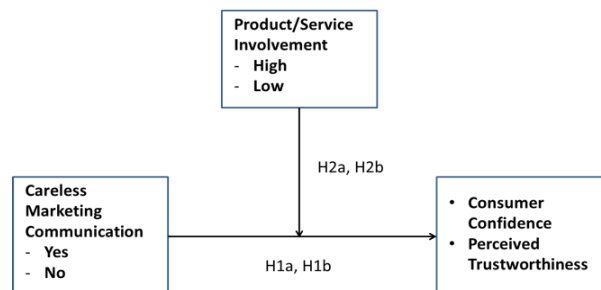 Product/Service
Involvement
- High
- Low
H2a, H2b
Careless
Marketing
Communication
- Yes
- No
H1a, H1b
• Consumer
Confidence
• Perceived
Trustworthiness